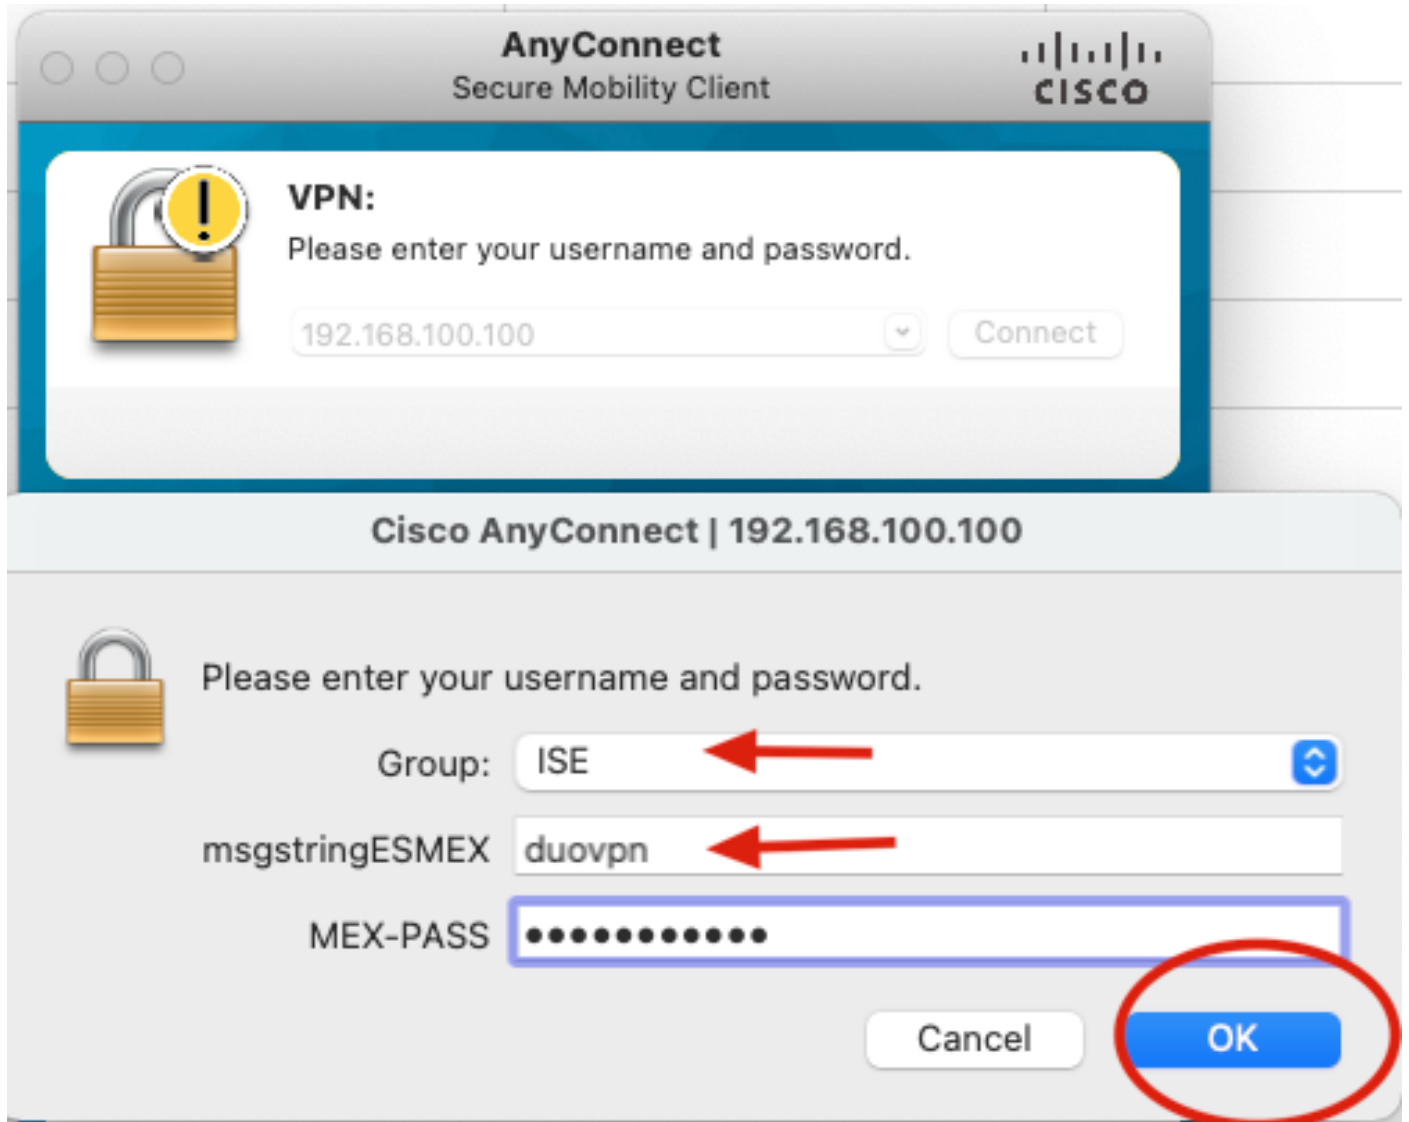 AnyConnect
Secure Mobility Client
CISCO
VPN:
Please enter your username and password.
192.168.100.100
Connect
Cisco AnyConnect | 192.168.100.100
Please enter your username and password.
Group: ISE
msgstringESMEX duovpn
MEX-PASS •••••••••••
Cancel OK